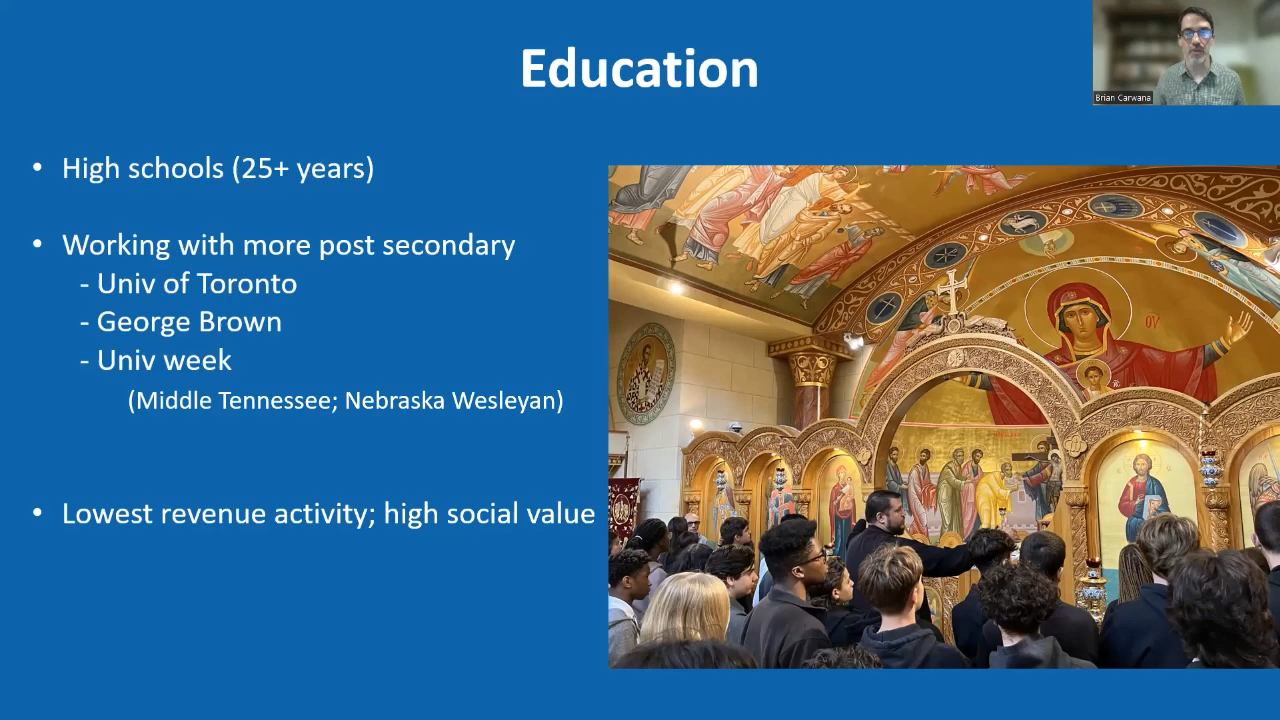 Education
Brian Carwana
• High schools (25+ years)
• Working with more post secondary
- Univ of Toronto
- George Brown
- Univ week
(Middle Tennessee; Nebraska Wesleyan)
• Lowest revenue activity; high social value
ΘΥ